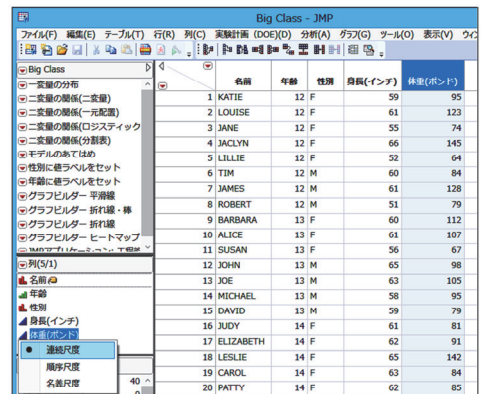 Big Class - JMP
ファイル(F) 編集(E) テーブル(T) 行(R) 列(C) 実験計画 (DOE)(D) 分析(A) グラフ(G) ツール(O) 表示(V) ウィ
Big Class
一変量の分布
二変量の関係(二変量)
二変量の関係(一元配置)
二変量の関係(ロジスティック
二変量の関係(分割表)
モデルのあてはめ
性別に値ラベルをセット
年齢に値ラベルをセット
グラフビルダー 平滑線
グラフビルダー 折れ線・棒
グラフビルダー 折れ線
グラフビルダー ヒートマップ
列(5/1)
名前
年齢
性別
身長(インチ)
体重(ポンド)
連続尺度
順序尺度
名義尺度
40
名前 年齢 性別 身長(インチ) 体重(ポンド)
1 KATIE 12 F 59 95
2 LOUISE 12 F 61 123
3 JANE 12 F 55 74
4 JACLYN 12 F 66 145
5 LILLIE 12 F 52 64
6 TIM 12 M 60 84
7 JAMES 12 M 61 128
8 ROBERT 12 M 51 79
9 BARBARA 13 F 60 112
10 ALICE 13 F 61 107
11 SUSAN 13 F 56 67
12 JOHN 13 M 65 98
13 JOE 13 M 63 105
14 MICHAEL 13 M 58 95
15 DAVID 13 M 59 79
16 JUDY 14 F 61 81
17 ELIZABETH 14 F 62 91
18 LESLIE 14 F 65 142
19 CAROL 14 F 63 84
20 PATTY 14 F 62 85